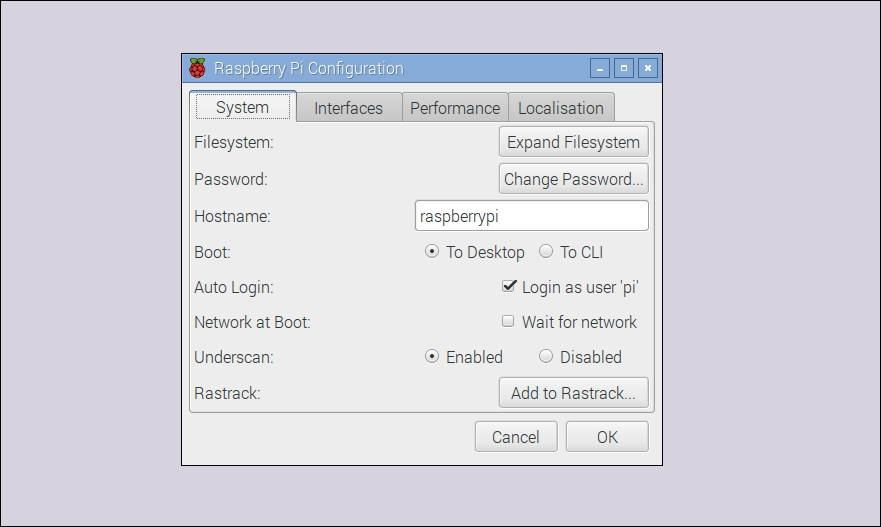 Raspberry Pi Configuration
System Interfaces Performance Localisation
Filesystem: Expand Filesystem
Password: Change Password...
Hostname: raspberrypi
Boot: To Desktop To CLI
Auto Login: Login as user 'pi'
Network at Boot: Wait for network
Underscan: Enabled Disabled
Rastrack: Add to Rastrack...
Cancel OK